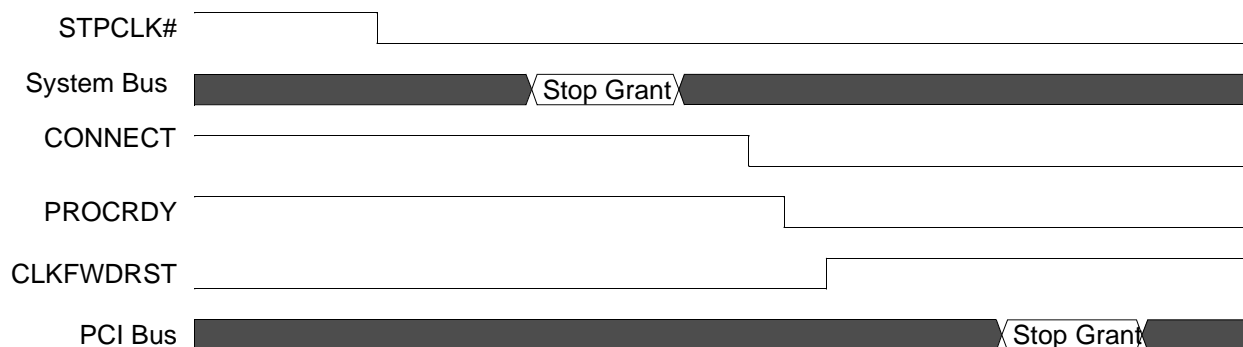 STPCLK#
System Bus Stop Grant
CONNECT
PROCRDY
CLKFWDRST
PCI Bus Stop Grant